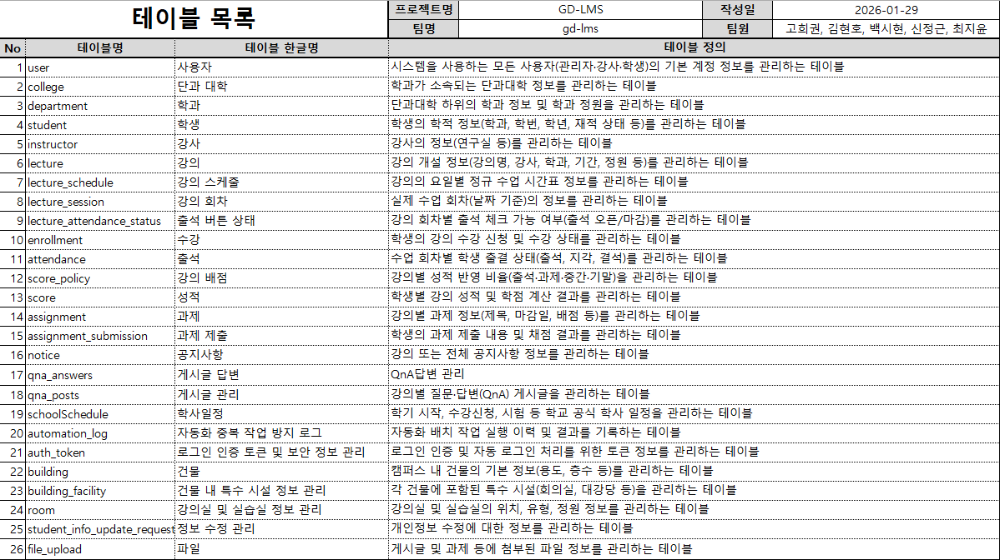 테이블 목록 프로젝트명 GD-LMS 작성일 2026-01-29
팀명 gd-lms 팀원 고희권, 김현호, 백시현, 신정근, 최지윤
No 테이블명 테이블 한글명 테이블 정의
1 user 사용자 시스템을 사용하는 모든 사용자(관리자·강사·학생)의 기본 계정 정보를 관리하는 테이블
2 college 단과 대학 학과가 소속되는 단과대학 정보를 관리하는 테이블
3 department 학과 단과대학 하위의 학과 정보 및 학과 정원을 관리하는 테이블
4 student 학생 학생의 학적 정보(학과, 학번, 학년, 재적 상태 등)를 관리하는 테이블
5 instructor 강사 강사의 정보(연구실 등)를 관리하는 테이블
6 lecture 강의 강의 개설 정보(강의명, 강사, 학과, 기간, 정원 등)를 관리하는 테이블
7 lecture_schedule 강의 스케줄 강의의 요일별 정규 수업 시간표 정보를 관리하는 테이블
8 lecture_session 강의 회차 실제 수업 회차(날짜 기준)의 정보를 관리하는 테이블
9 lecture_attendance_status 출석 버튼 상태 강의 회차별 출석 체크 가능 여부(출석 오픈/마감)를 관리하는 테이블
10 enrollment 수강 학생의 강의 수강 신청 및 수강 상태를 관리하는 테이블
11 attendance 출석 수업 회차별 학생 출결 상태(출석, 지각, 결석)를 관리하는 테이블
12 score_policy 강의 배점 강의별 성적 반영 비율(출석·과제·중간·기말)을 관리하는 테이블
13 score 성적 학생별 강의 성적 및 학점 계산 결과를 관리하는 테이블
14 assignment 과제 강의별 과제 정보(제목, 마감일, 배점 등)를 관리하는 테이블
15 assignment_submission 과제 제출 학생의 과제 제출 내용 및 채점 결과를 관리하는 테이블
16 notice 공지사항 강의 또는 전체 공지사항 정보를 관리하는 테이블
17 qna_answers 게시글 답변 QnA답변 관리
18 qna_posts 게시글 관리 강의별 질문·답변(QnA) 게시글을 관리하는 테이블
19 schoolSchedule 학사일정 학기 시작, 수강신청, 시험 등 학교 공식 학사 일정을 관리하는 테이블
20 automation_log 자동화 중복 작업 방지 로그 자동화 배치 작업 실행 이력 및 결과를 기록하는 테이블
21 auth_token 로그인 인증 토큰 및 보안 정보 관리 로그인 인증 및 자동 로그인 처리를 위한 토큰 정보를 관리하는 테이블
22 building 건물 캠퍼스 내 건물의 기본 정보(용도, 층수 등)를 관리하는 테이블
23 building_facility 건물 내 특수 시설 정보 관리 각 건물에 포함된 특수 시설(회의실, 대강당 등)을 관리하는 테이블
24 room 강의실 및 실습실 정보 관리 강의실 및 실습실의 위치, 유형, 정원 정보를 관리하는 테이블
25 student_info_update_request 정보 수정 관리 개인정보 수정에 대한 정보를 관리하는 테이블
26 file_upload 파일 게시글 및 과제 등에 첨부된 파일 정보를 관리하는 테이블